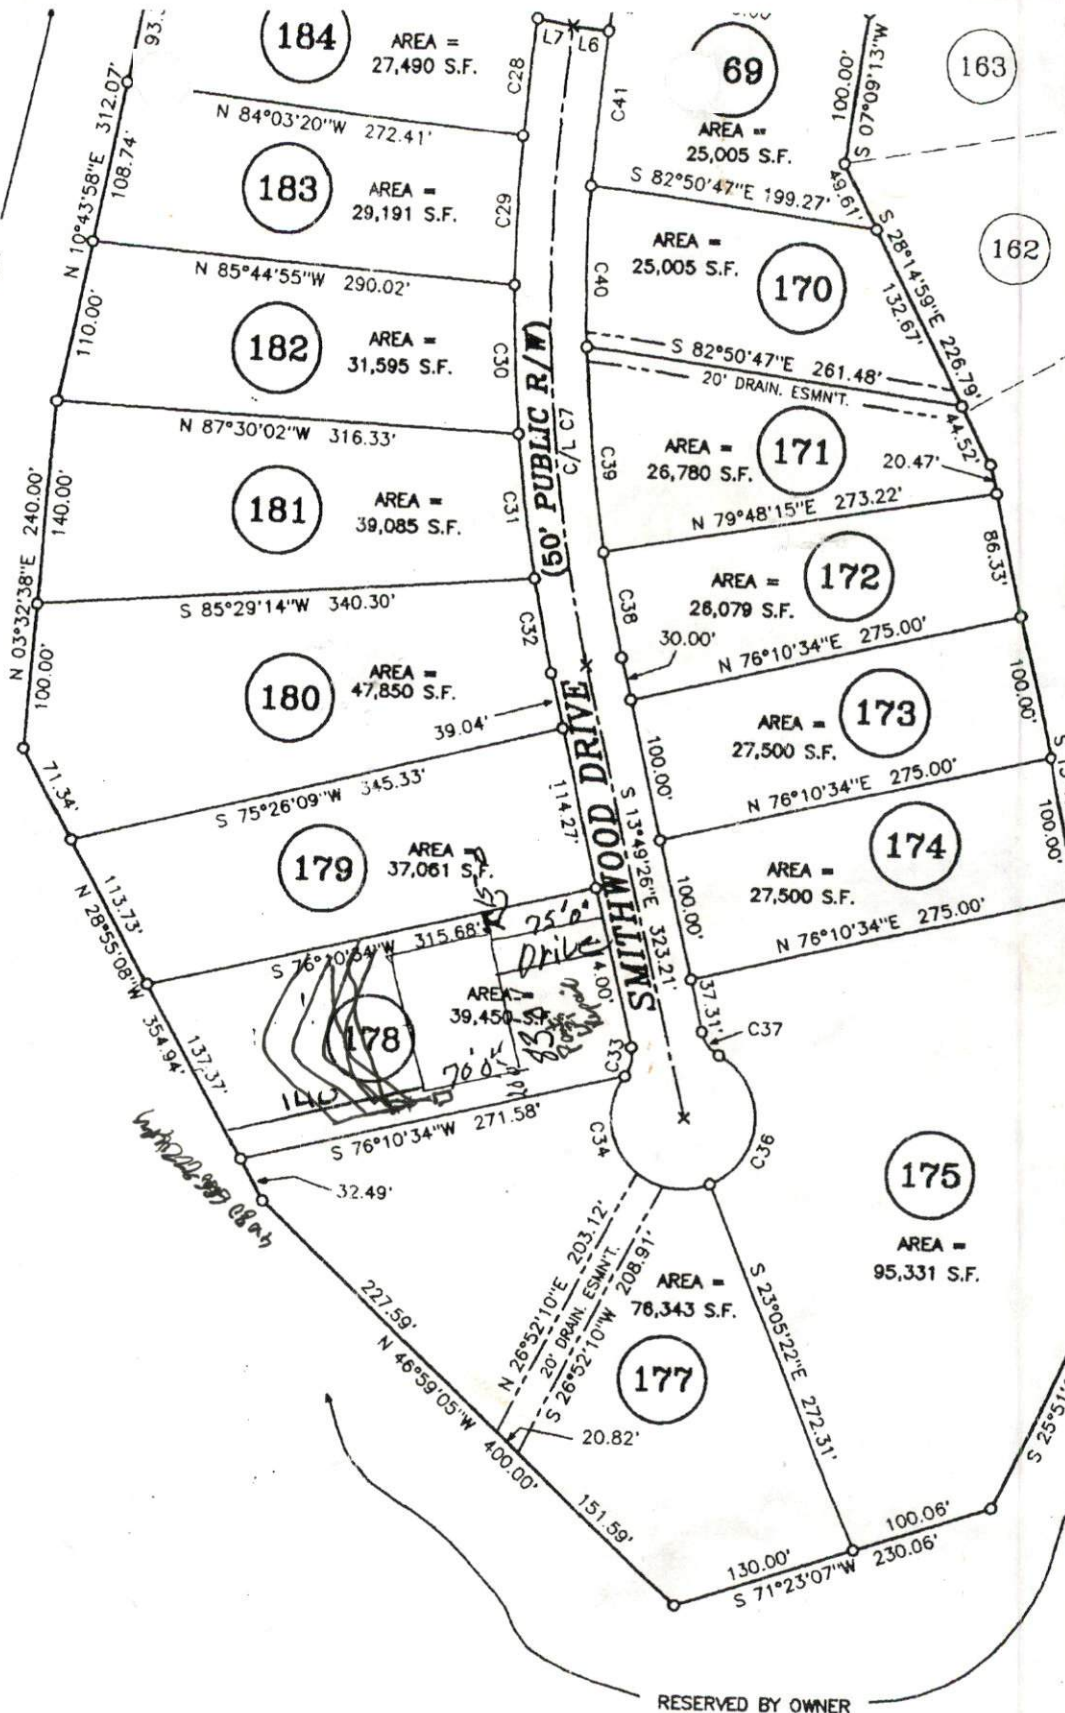 93.
184
AREA =
27,490 S.F.
L7
L6
C28
C41
69
AREA =
25,005 S.F.
100.00'
S 07°09'13"W
163
N 84°03'20"W 272.41'
N 10°43'58"E 312.07'
108.74'
183
AREA =
29,191 S.F.
C29
S 82°50'47"E 199.27'
49.61'
S 28°14'59"E 226.79'
132.67'
162
N 85°44'55"W 290.02'
AREA =
25,005 S.F.
170
C40
110.00'
182
AREA =
31,595 S.F.
C30
S 82°50'47"E 261.48'
20' DRAIN. ESMN'T.
44.52'
N 87°30'02"W 316.33'
(50' PUBLIC R/W)
C/L C7
AREA =
26,780 S.F.
171
C39
20.47'
N 03°32'38"E 240.00'
140.00'
181
AREA =
39,085 S.F.
C31
N 79°48'15"E 273.22'
86.33'
S 85°29'14"W 340.30'
AREA =
26,079 S.F.
172
C38
30.00'
N 76°10'34"E 275.00'
100.00'
180
AREA =
47,850 S.F.
C32
39.04'
100.00'
AREA =
27,500 S.F.
173
100.00'
SMITHWOOD DRIVE
S 13°49'26"E 323.21'
71.34'
S 75°26'09"W 345.33'
114.27'
N 76°10'34"E 275.00'
100.00'
179
AREA =
37,061 S.F.
AREA =
27,500 S.F.
174
100.00'
N 28°55'08"W 354.94'
113.73'
S 76°10'34"W 315.68'
75'0"
Drive
N 76°10'34"E 275.00'
178
AREA =
39,450 S.F.
4.00'
37.31'
C37
137.37'
140
70'0"
C33
S 76°10'34"W 271.58'
C34
C36
32.49'
175
AREA =
95,331 S.F.
N 26°52'10"E 203.12'
20' DRAIN. ESMN'T.
S 26°52'10"W 208.91'
AREA =
76,343 S.F.
177
S 23°05'22"E 272.31'
227.59'
N 46°59'05"W 400.00'
20.82'
151.59'
S 25°51'
100.06'
130.00'
S 71°23'07"W 230.06'
RESERVED BY OWNER